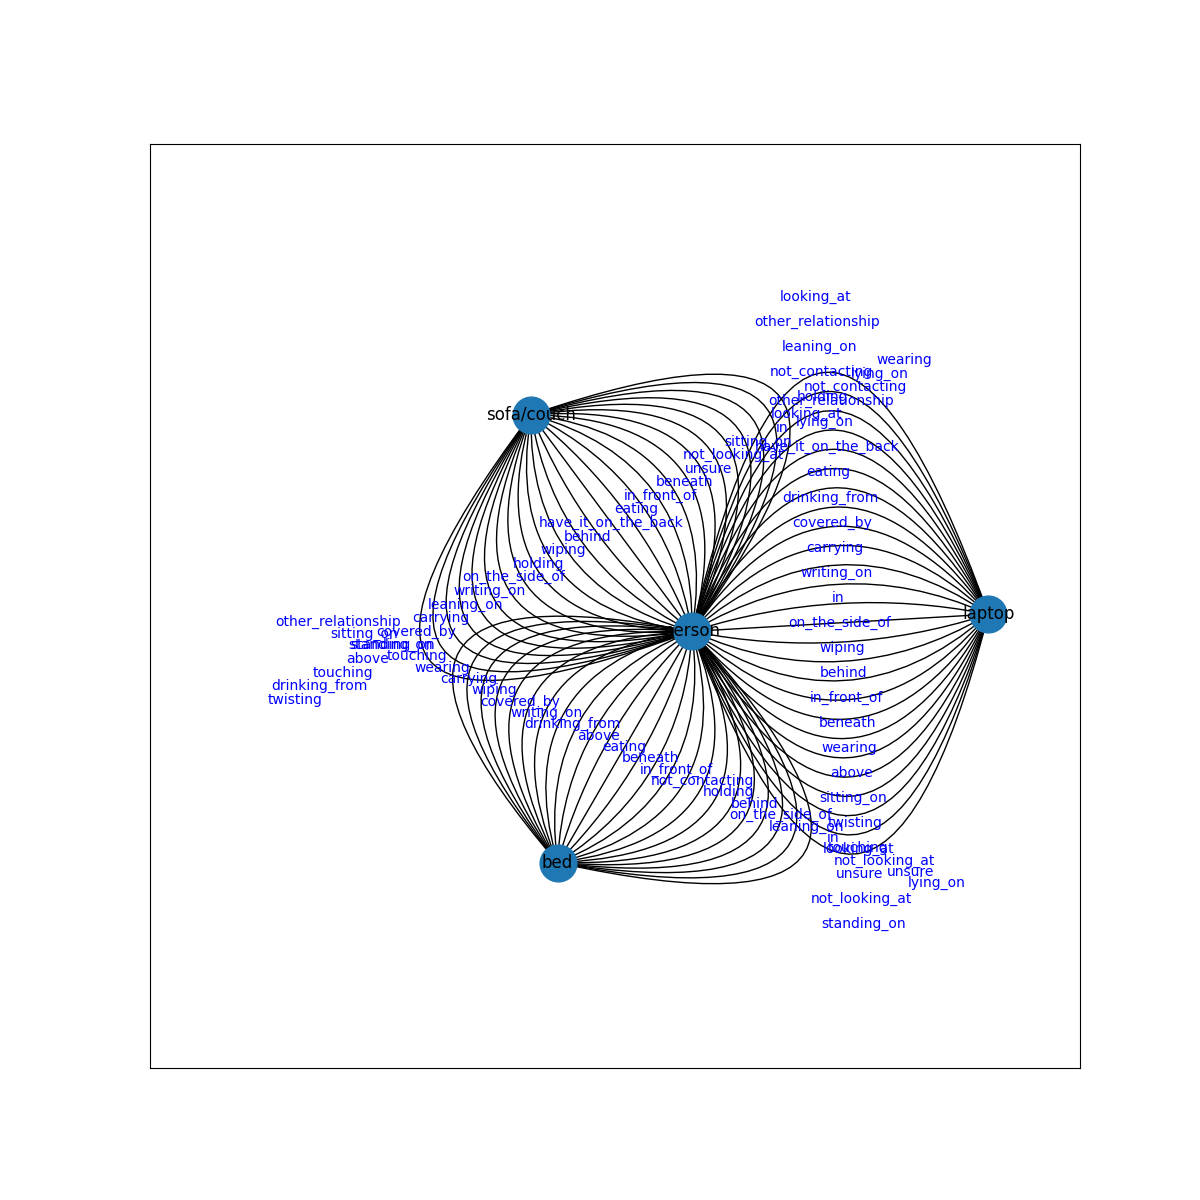 looking_at
other_relationship
leaning_on
wearing
not_contacting
lying_on
not_contacting
holding
other_relationship
looking_at
sofa/couch
lying_on
in
sitting_on
have_it_on_the_back
not_looking_at
unsure
eating
beneath
in_front_of
drinking_from
eating
have_it_on_the_back
covered_by
behind
carrying
wiping
holding
writing_on
on_the_side_of
writing_on
in
leaning_on
laptop
carrying
other_relationship
on_the_side_of
erson
covered_by
sitting_on
standing_on
wiping
touching
above
wearing
touching
behind
carrying
drinking_from
wiping
in_front_of
twisting
covered_by
writing_on
beneath
drinking_from
above
eating
wearing
beneath
in_front_of
above
not_contacting
holding
sitting_on
behind
on_the_side_of
twisting
leaning_on
in
touching
looking_at
not_looking_at
bed
unsure
unsure
lying_on
not_looking_at
standing_on